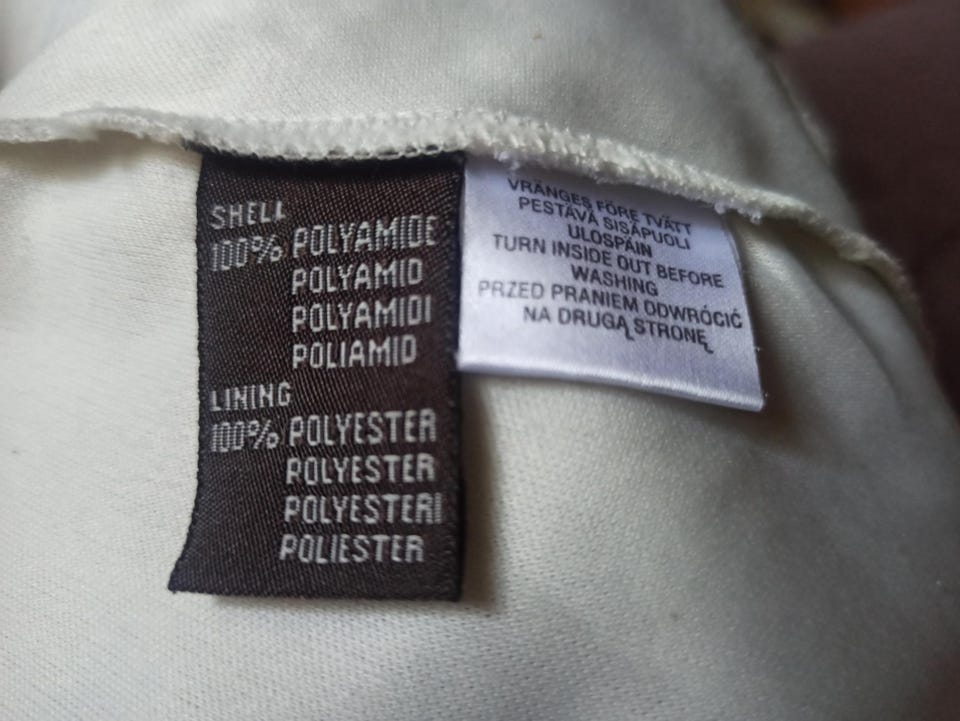 SHELL
100% POLYAMIDE
POLYAMID
POLYAMIDI
POLIAMID
LINING
100% POLYESTER
POLYESTER
POLYESTERI
POLIESTER
VRÄNGES FÖRE TVÄTT
PESTÄVÄ SISÄPUOLI
ULOSPÄIN
TURN INSIDE OUT BEFORE
WASHING
PRZED PRANIEM ODWRÓCIĆ
NA DRUGĄ STRONĘ